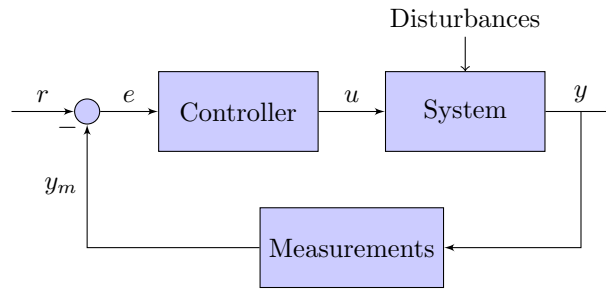 Disturbances
r
e
Controller
u
System
y
−
y_m
Measurements